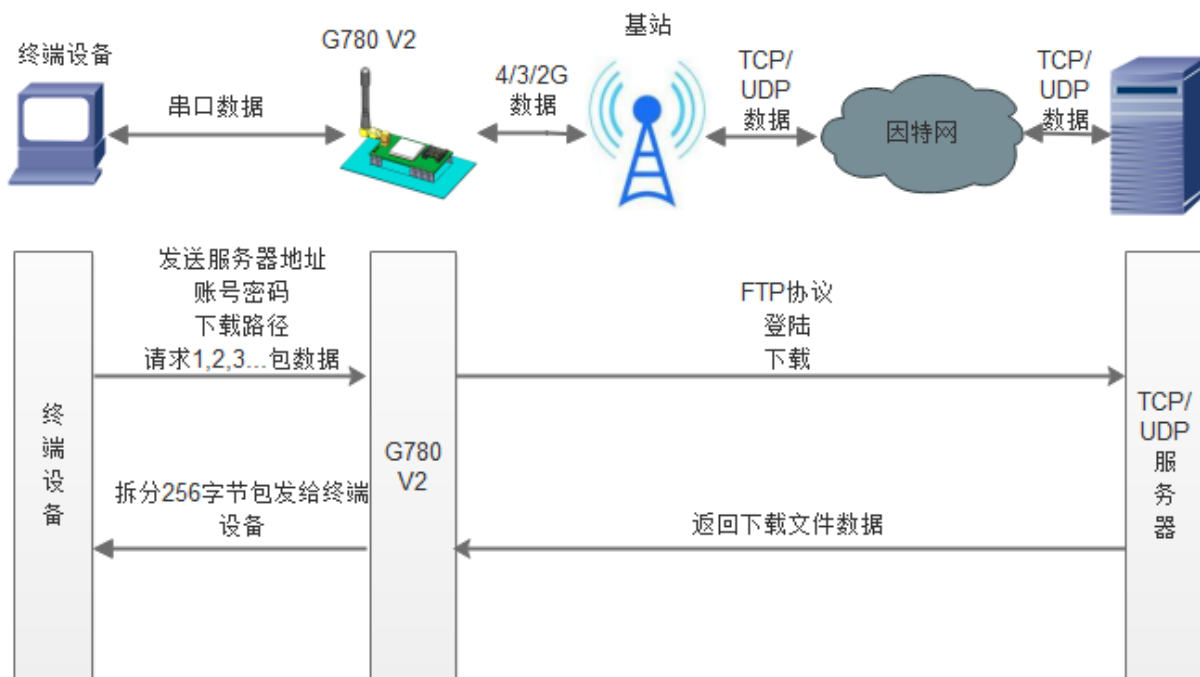 终端设备
G780 V2
基站
串口数据
4/3/2G
数据
TCP/
UDP
数据
因特网
TCP/
UDP
数据
发送服务器地址
账号密码
下载路径
请求1,2,3...包数据
FTP协议
登陆
下载
终
端
设
备
G780
V2
TCP/
UDP
服
务
器
拆分256字节包发给终端
设备
返回下载文件数据